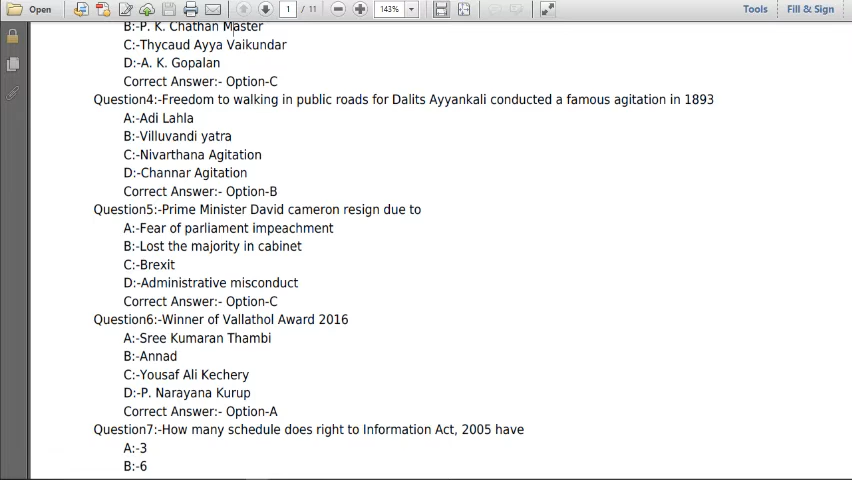 Open
1 / 11
143%
Tools
Fill & Sign
B:-P. K. Chathan Master
C:-Thycaud Ayya Vaikundar
D:-A. K. Gopalan
Correct Answer:- Option-C
Question4:-Freedom to walking in public roads for Dalits Ayyankali conducted a famous agitation in 1893
A:-Adi Lahla
B:-Villuvandi yatra
C:-Nivarthana Agitation
D:-Channar Agitation
Correct Answer:- Option-B
Question5:-Prime Minister David cameron resign due to
A:-Fear of parliament impeachment
B:-Lost the majority in cabinet
C:-Brexit
D:-Administrative misconduct
Correct Answer:- Option-C
Question6:-Winner of Vallathol Award 2016
A:-Sree Kumaran Thambi
B:-Annad
C:-Yousaf Ali Kechery
D:-P. Narayana Kurup
Correct Answer:- Option-A
Question7:-How many schedule does right to Information Act, 2005 have
A:-3
B:-6